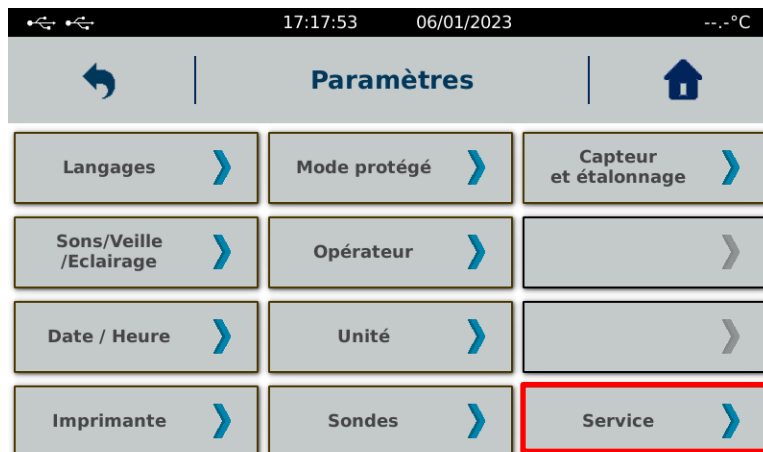 17:17:53 06/01/2023 --.-°C
Paramètres
Langages
Mode protégé
Capteur
et étalonnage
Sons/Veille
/Eclairage
Opérateur
Date / Heure
Unité
Imprimante
Sondes
Service